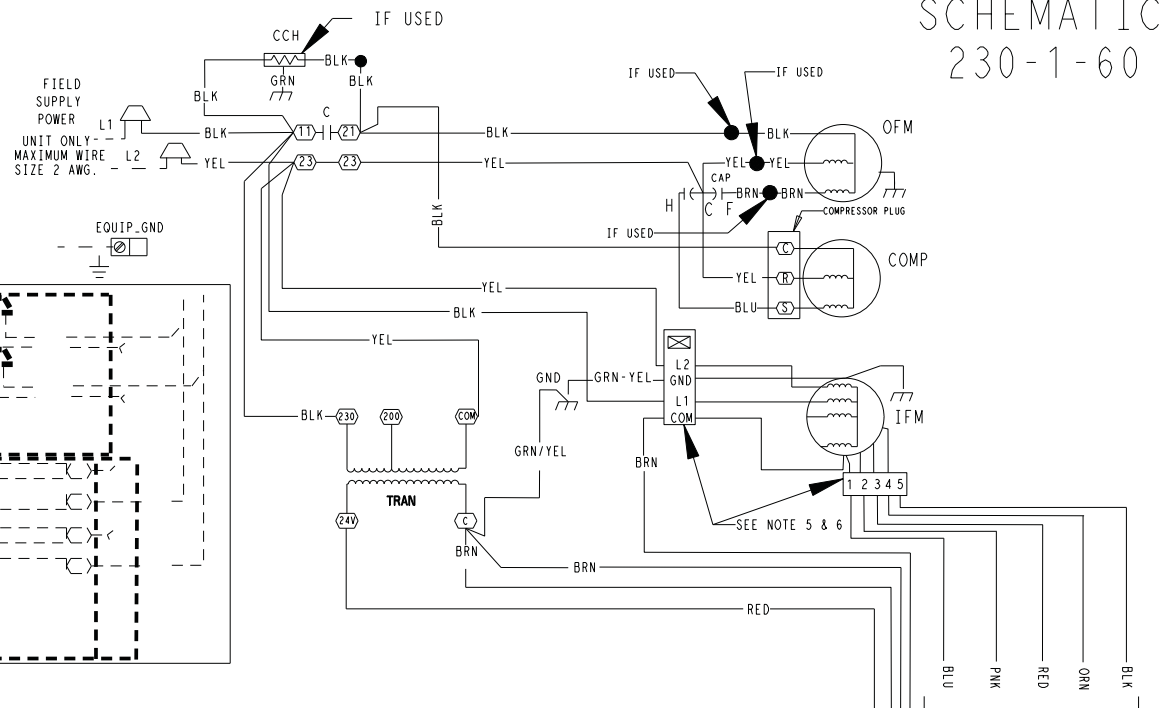 SCHEMATIC
230-1-60
IF USED
CCH
BLK
GRN
BLK
BLK
FIELD
SUPPLY
POWER
L1
UNIT ONLY
MAXIMUM WIRE
SIZE 2 AWG.
L2
BLK
YEL
C
11
21
23
23
BLK
YEL
IF USED
IF USED
BLK
OFM
YEL
YEL
CAP
BRN
BRN
H
C
F
IF USED
COMPRESSOR PLUG
BLK
EQUIP_GND
C
COMP
YEL
R
BLU
S
YEL
BLK
YEL
L2
GND
GRN-YEL
GND
L1
COM
IFM
BLK
230
200
COM
GRN/YEL
BRN
TRAN
1 2 3 4 5
24V
C
SEE NOTE 5 & 6
BRN
BRN
RED
BLU
PNK
RED
ORN
BLK